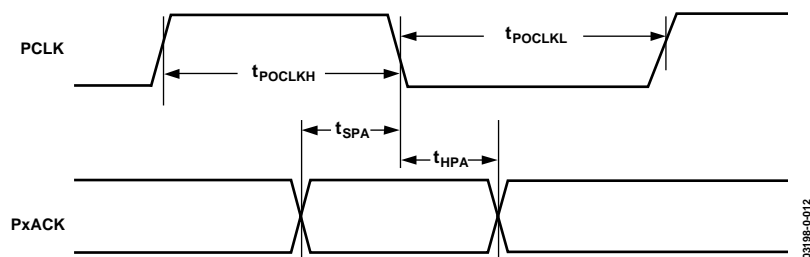 PCLK
tPOCLKH
tPOCLKL
tSPA
tHPA
PxACK
03198-0-012